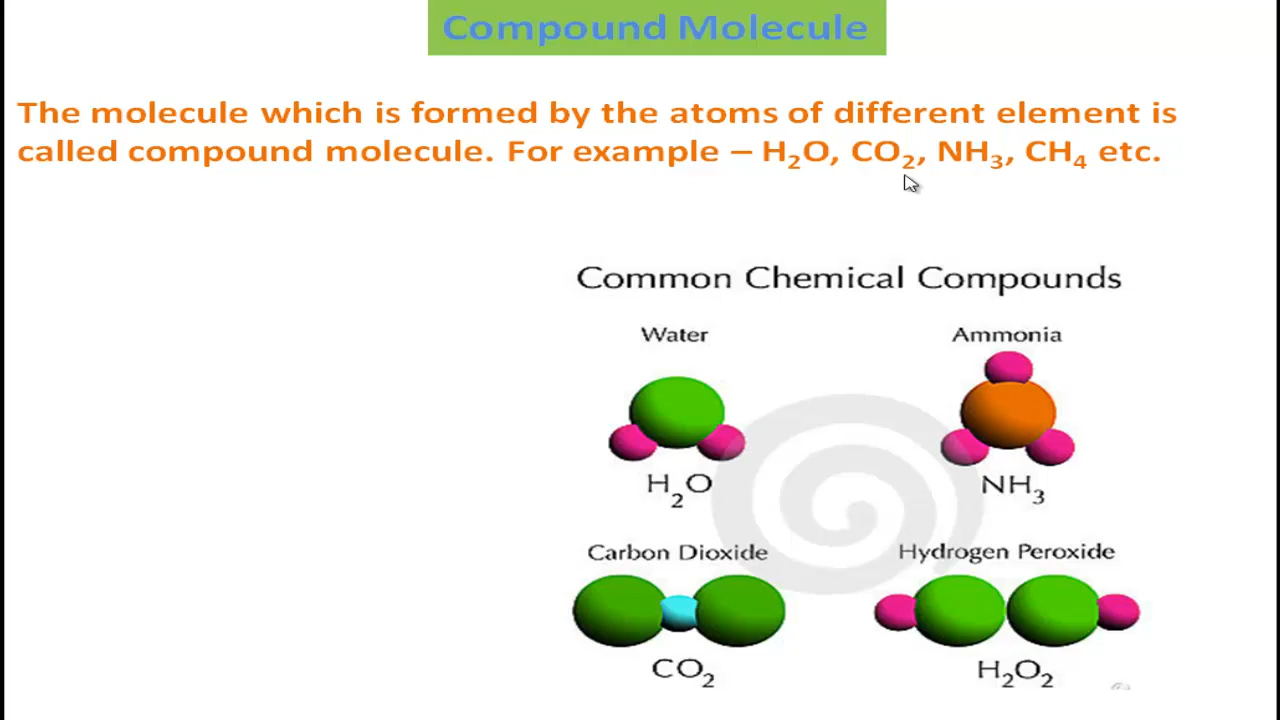 Compound Molecule
The molecule which is formed by the atoms of different element is
called compound molecule. For example – H₂O, CO₂, NH₃, CH₄ etc.
Common Chemical Compounds
Water Ammonia
H₂O NH₃
Carbon Dioxide Hydrogen Peroxide
CO₂ H₂O₂